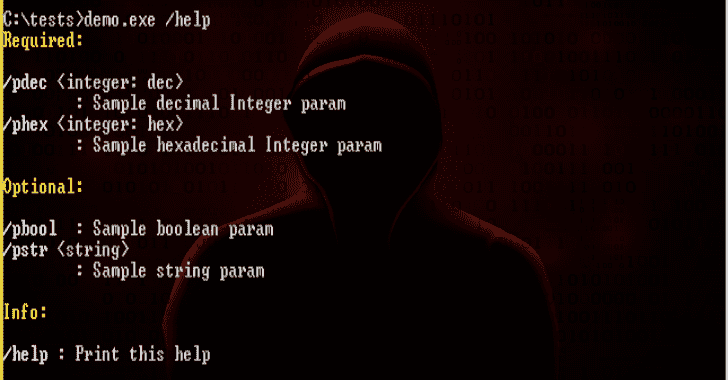 C:\tests>demo.exe /help
Required:
/pdec <integer: dec>
: Sample decimal Integer param
/phex <integer: hex>
: Sample hexadecimal Integer param
Optional:
/pbool : Sample boolean param
/pstr <string>
: Sample string param
Info:
/help : Print this help